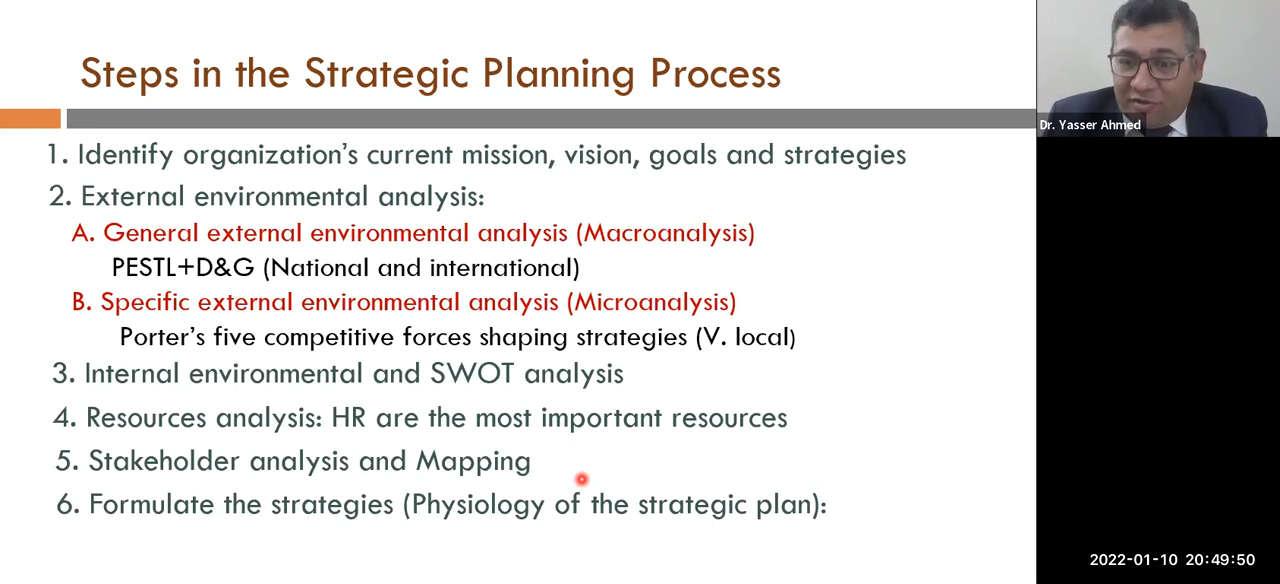 Steps in the Strategic Planning Process
1. Identify organization's current mission, vision, goals and strategies
2. External environmental analysis:
A. General external environmental analysis (Macroanalysis)
PESTL+D&G (National and international)
B. Specific external environmental analysis (Microanalysis)
Porter's five competitive forces shaping strategies (V. local)
3. Internal environmental and SWOT analysis
4. Resources analysis: HR are the most important resources
5. Stakeholder analysis and Mapping
6. Formulate the strategies (Physiology of the strategic plan):
Dr. Yasser Ahmed
2022-01-10 20:49:50